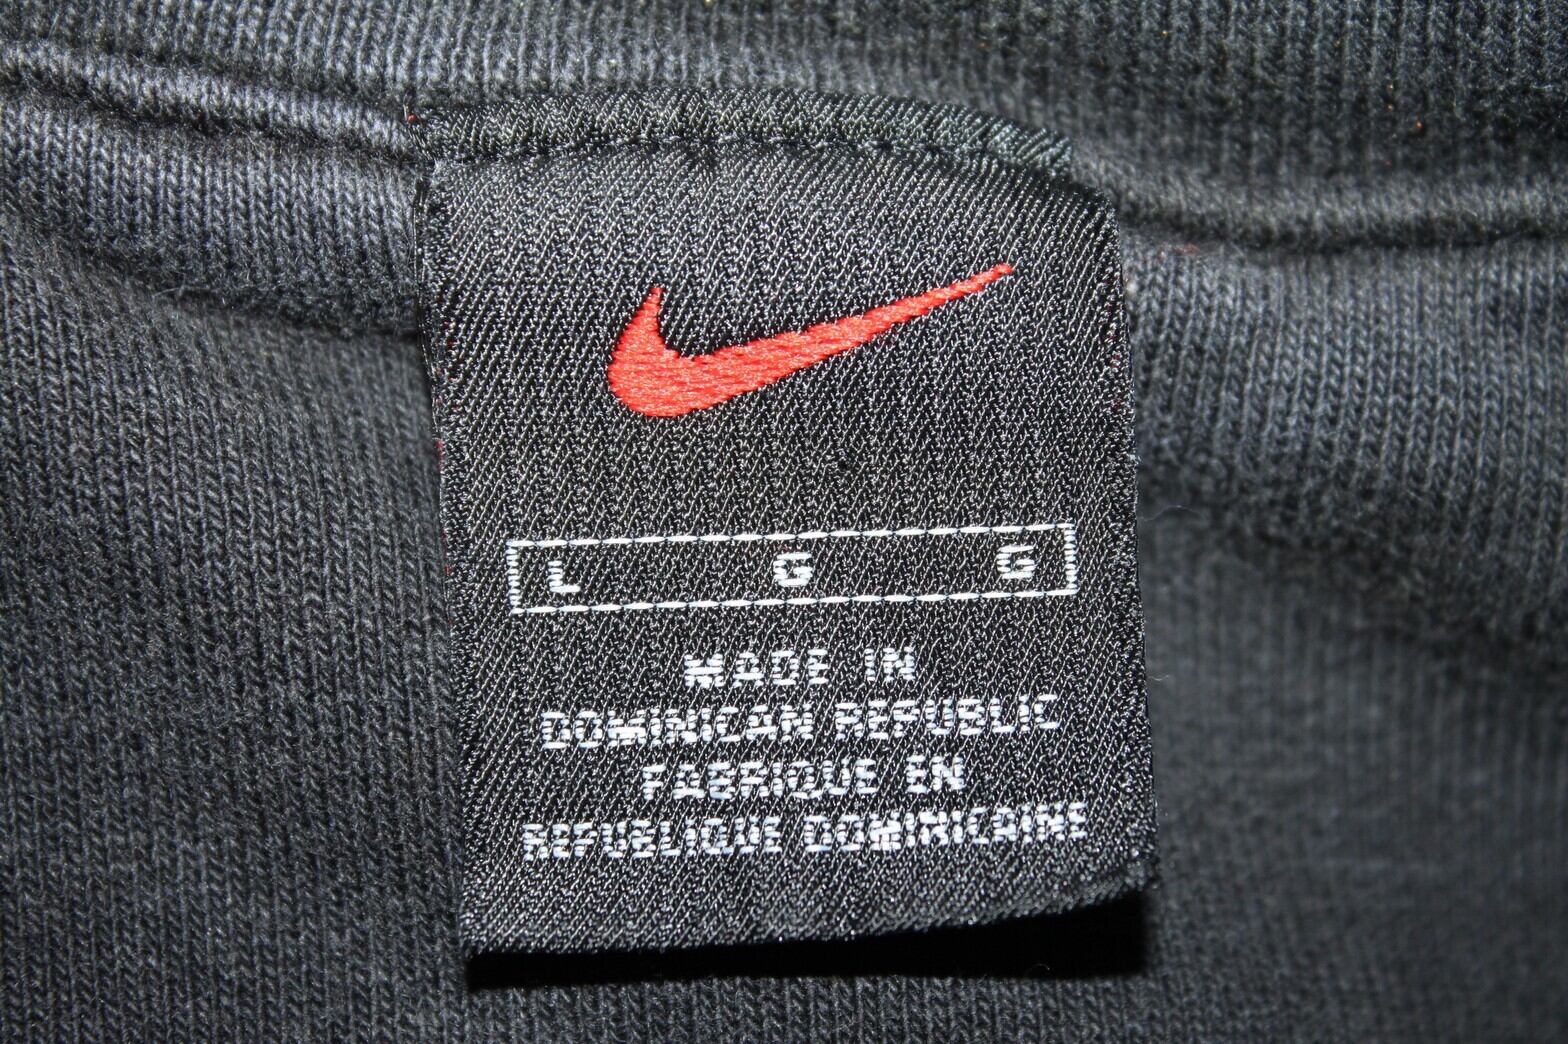 L G G
MADE IN
DOMINICAN REPUBLIC
FABRIQUE EN
REPUBLIQUE DOMINICAINE